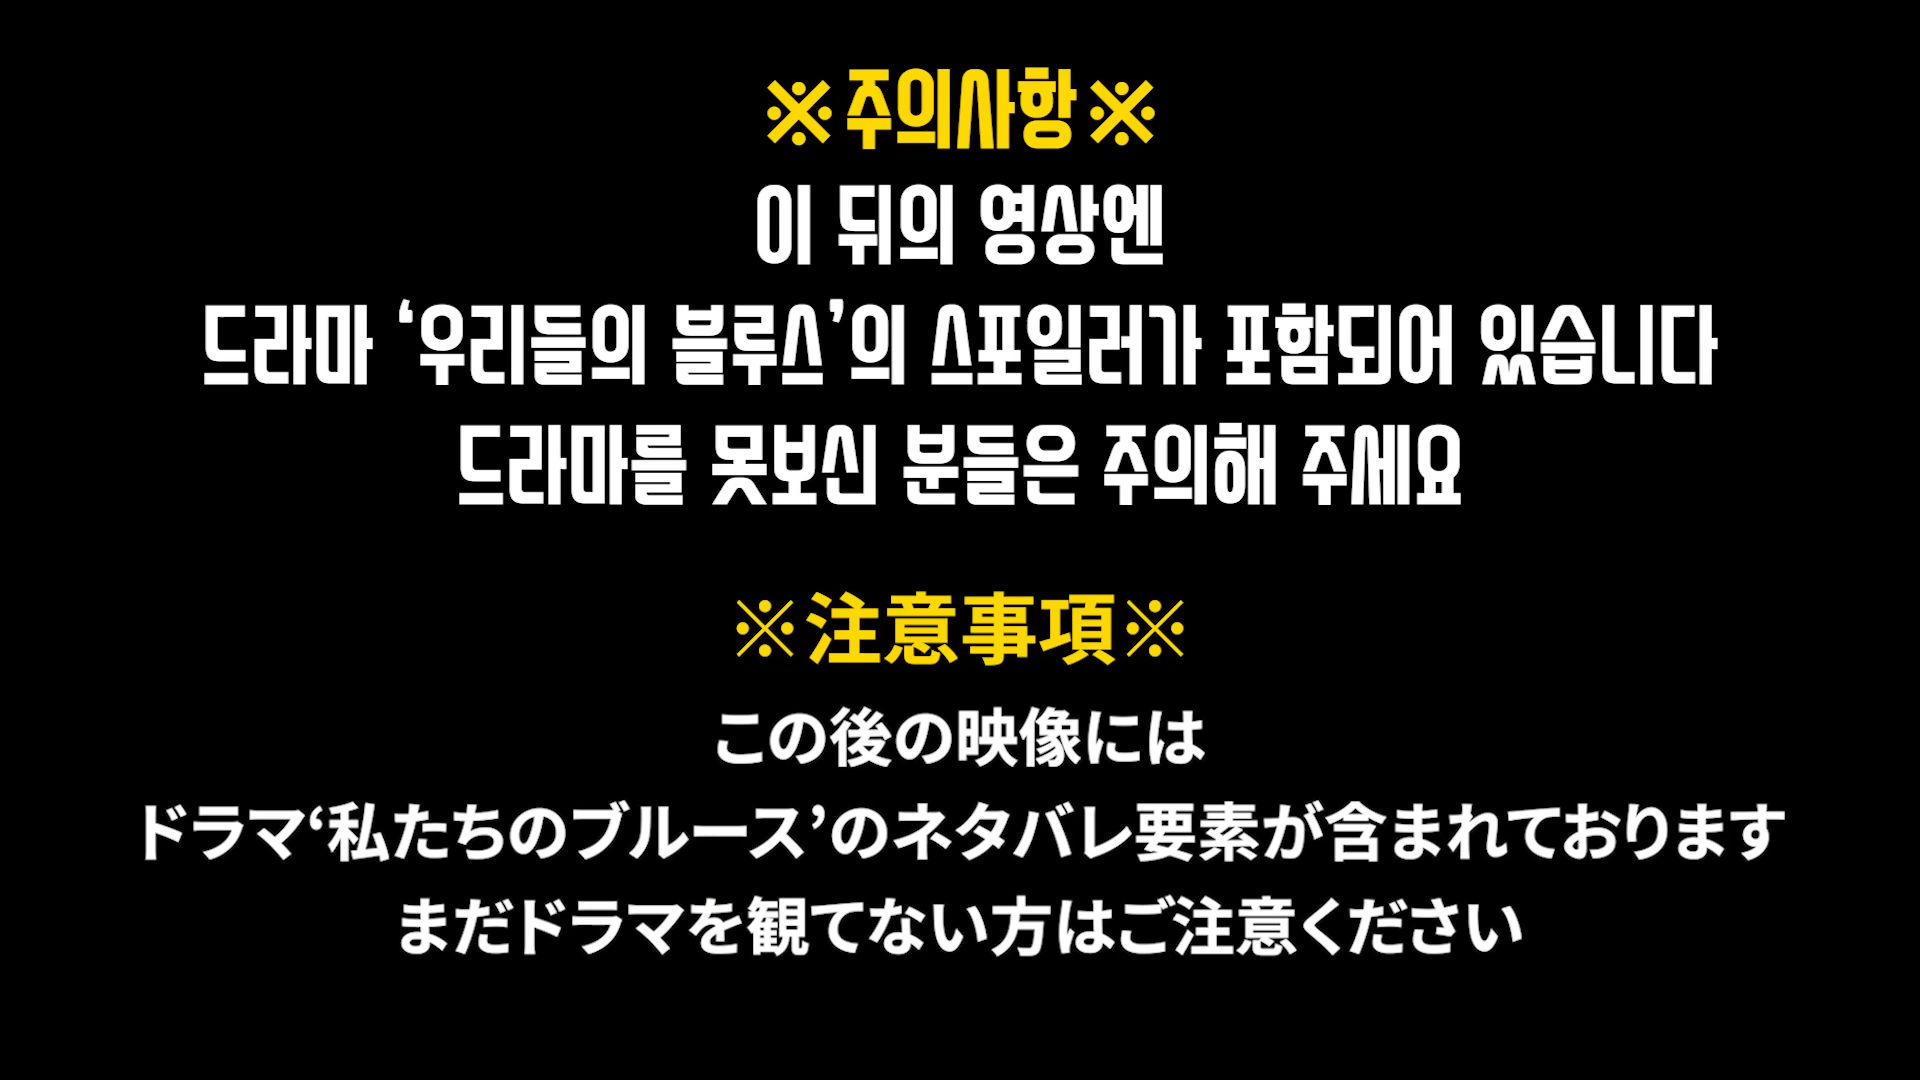 ※주의사항※
이 뒤의 영상엔
드라마 ‘우리들의 블루스’의 스포일러가 포함되어 있습니다
드라마를 못보신 분들은 주의해 주세요
※注意事項※
この後の映像には
ドラマ‘私たちのブルース’のネタバレ要素が含まれております
まだドラマを観てない方はご注意ください